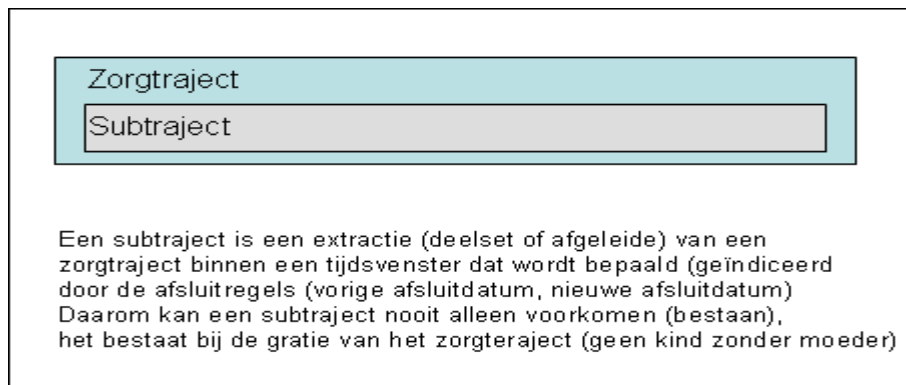 Zorgtraject
Subtraject
Een subtraject is een extractie (deelset of afgeleide) van een
zorgtraject binnen een tijdsvenster dat wordt bepaald (geïndiceerd
door de afsluitregels (vorige afsluitdatum, nieuwe afsluitdatum)
Daarom kan een subtraject nooit alleen voorkomen (bestaan),
het bestaat bij de gratie van het zorgteraject (geen kind zonder moeder)